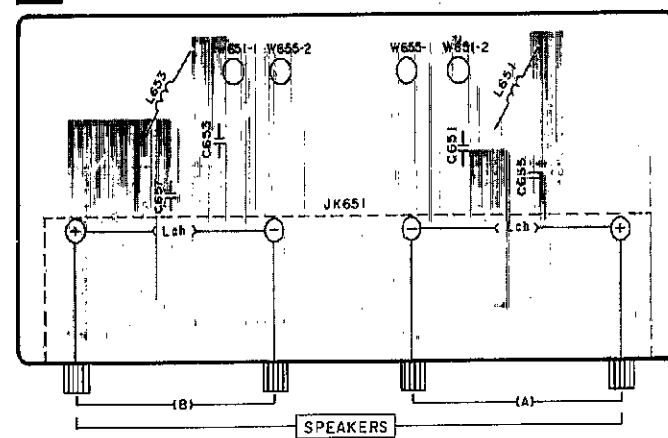 W651-1 W655-2 W655-1 W651-2
L653 L651
C653 C651
C657 C655
JK651
+ Lch − − Lch +
(B) (A)
SPEAKERS